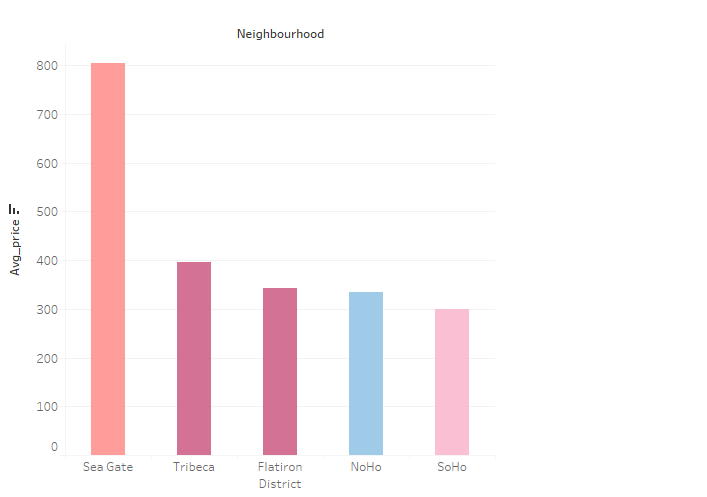 Neighbourhood
Avg_price
800
700
600
500
400
300
200
100
0
Sea Gate
Tribeca
Flatiron
District
NoHo
SoHo